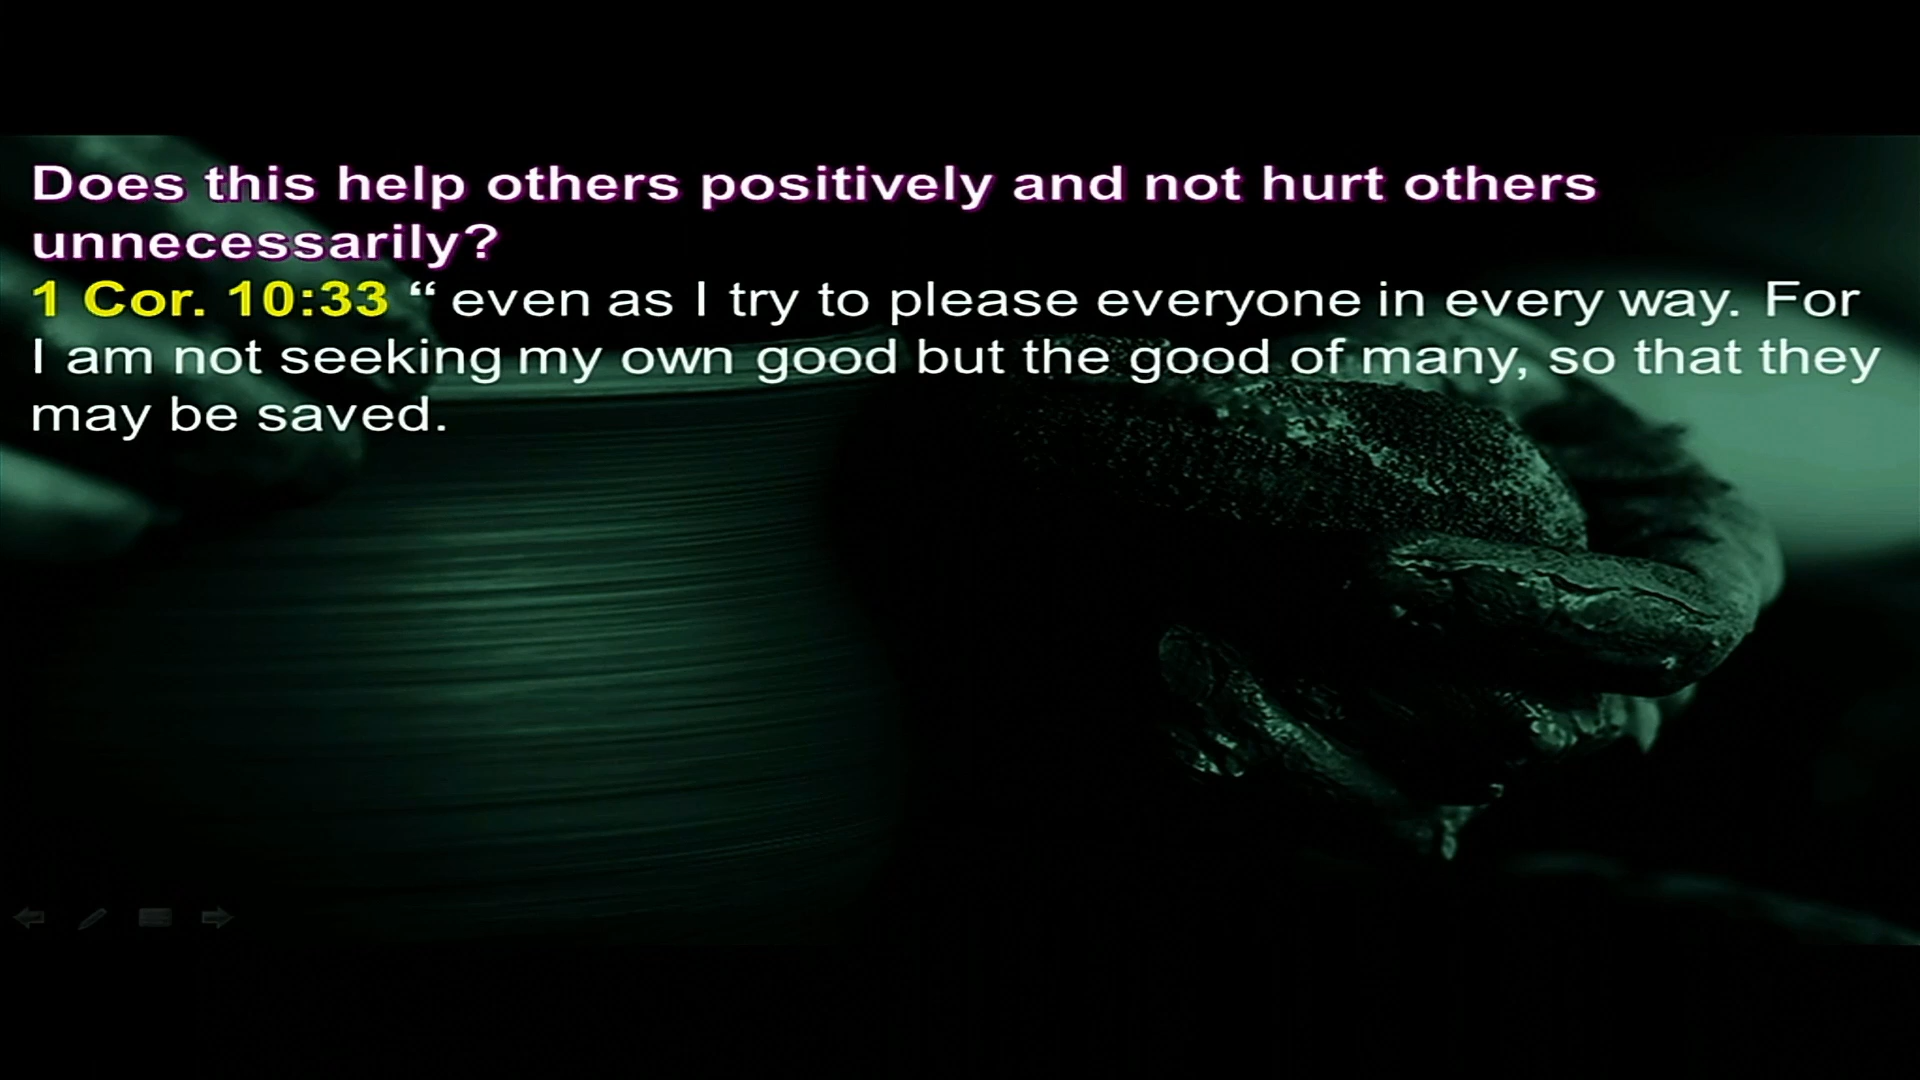 Does this help others positively and not hurt others
unnecessarily?
1 Cor. 10:33 “ even as I try to please everyone in every way. For
I am not seeking my own good but the good of many, so that they
may be saved.